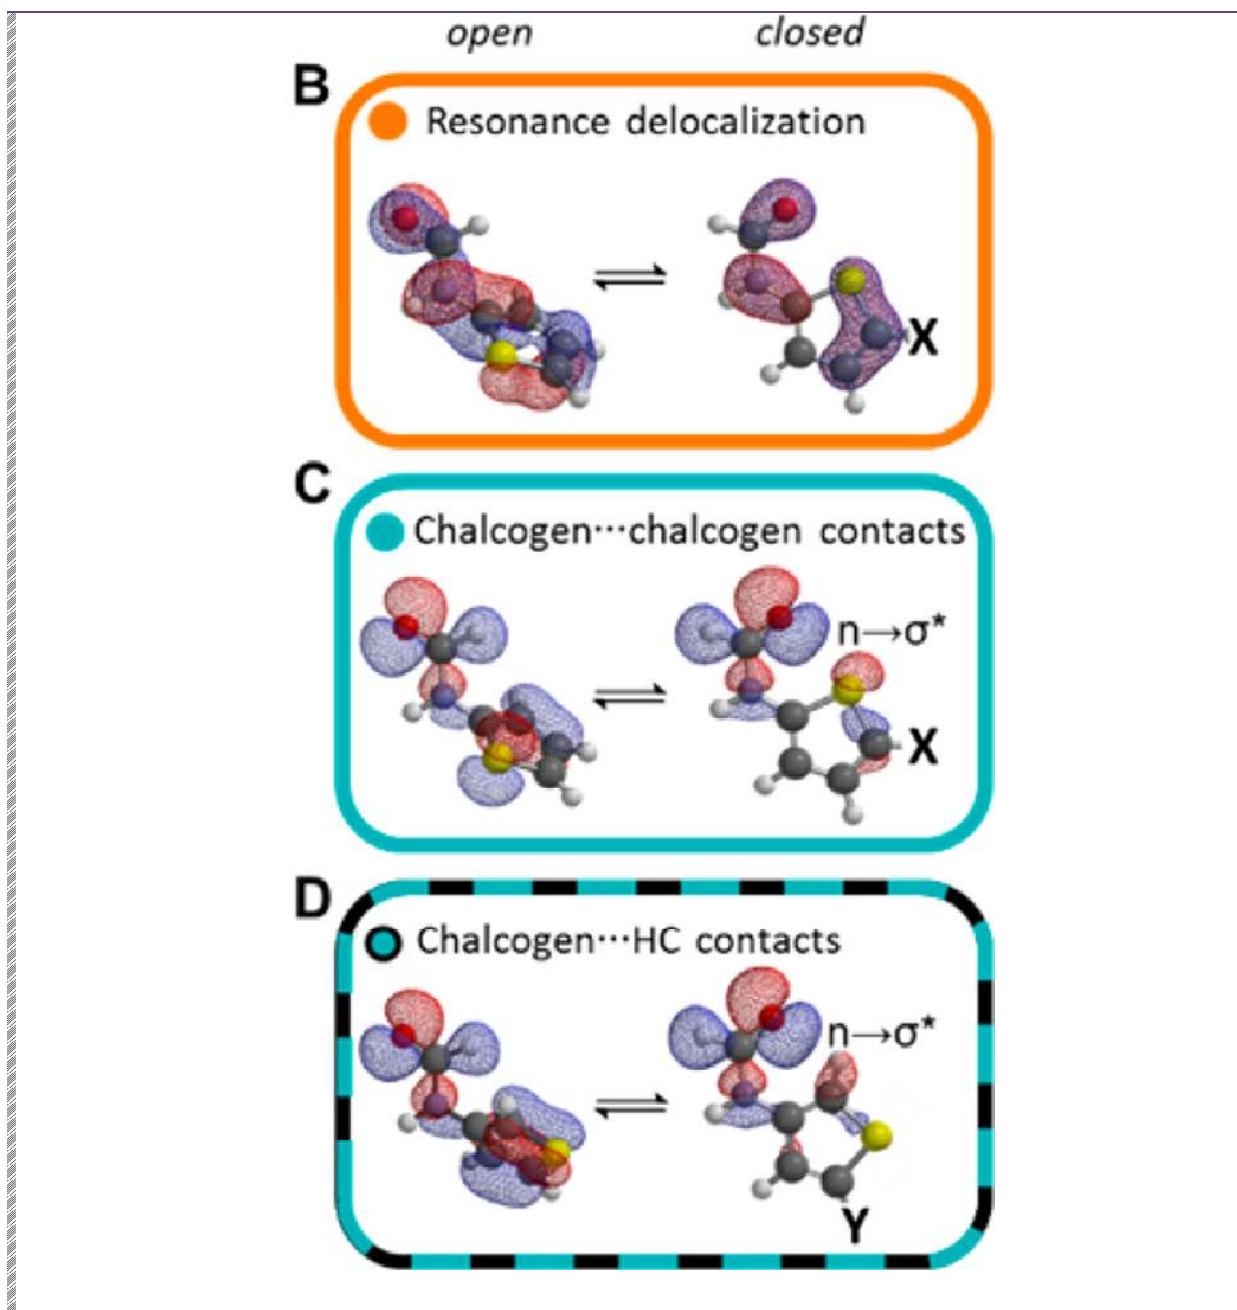 open closed
B
Resonance delocalization
X
C
Chalcogen···chalcogen contacts
n→σ*
X
D
Chalcogen···HC contacts
n→σ*
Y